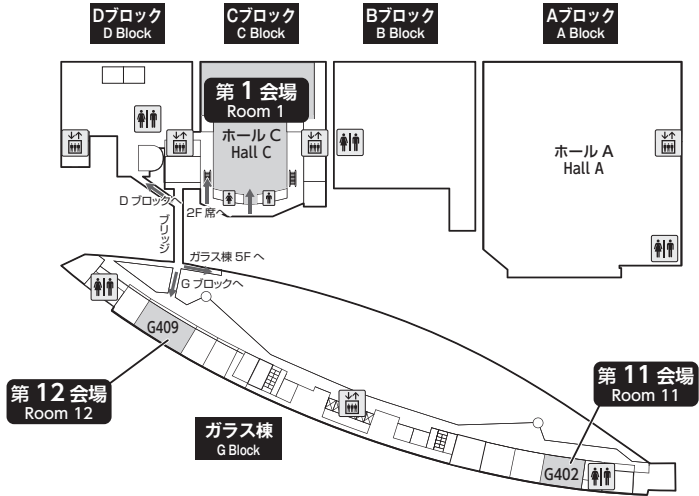 Dブロック
D Block
Cブロック
C Block
Bブロック
B Block
Aブロック
A Block
第 1 会場
Room 1
ホール C
Hall C
ホール A
Hall A
D ブロックへ
2F 席へ
ブリッジ
ガラス棟 5F へ
G ブロックへ
G409
第 12 会場
Room 12
第 11 会場
Room 11
ガラス棟
G Block
G402